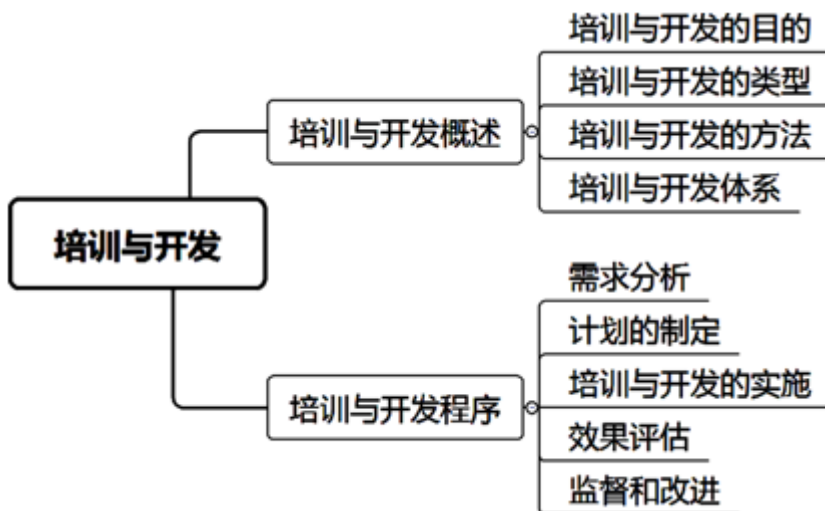 培训与开发
培训与开发概述
培训与开发的目的
培训与开发的类型
培训与开发的方法
培训与开发体系
培训与开发程序
需求分析
计划的制定
培训与开发的实施
效果评估
监督和改进